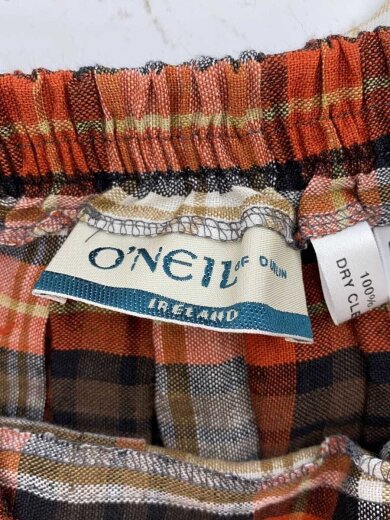 O'NEIL OF DUBLIN
IRELAND
100%
DRY CLE